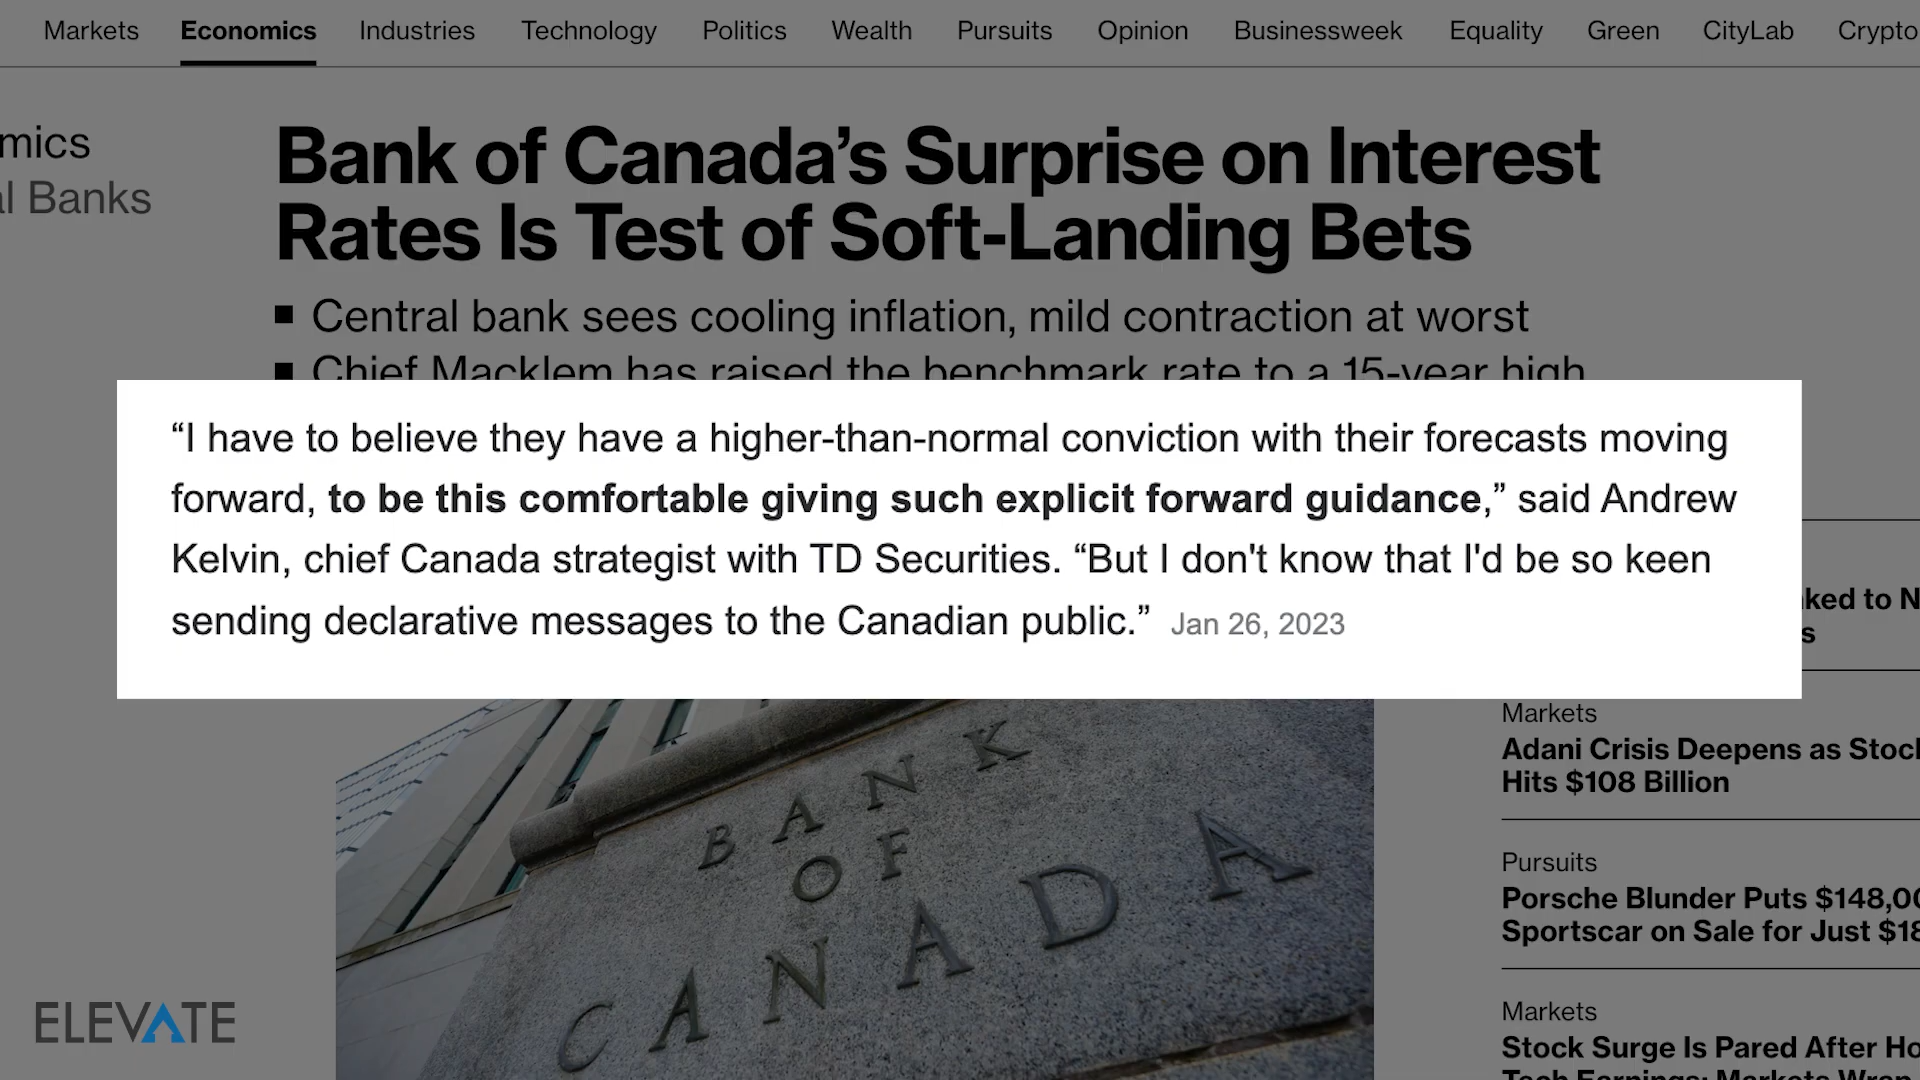 Markets Economics Industries Technology Politics Wealth Pursuits Opinion Businessweek Equality Green CityLab Crypto
mics
l Banks
Bank of Canada’s Surprise on Interest
Rates Is Test of Soft-Landing Bets
■ Central bank sees cooling inflation, mild contraction at worst
■ Chief Macklem has raised the benchmark rate to a 15-year high
“I have to believe they have a higher-than-normal conviction with their forecasts moving
forward, to be this comfortable giving such explicit forward guidance,” said Andrew
Kelvin, chief Canada strategist with TD Securities. “But I don't know that I'd be so keen
sending declarative messages to the Canadian public.” Jan 26, 2023
ked to N
s
Markets
Adani Crisis Deepens as Stoc
Hits $108 Billion
Pursuits
Porsche Blunder Puts $148,00
Sportscar on Sale for Just $18
Markets
Stock Surge Is Pared After Ho
Tech Earnings: Markets Wrap
BANK
OF
CANADA
ELEVATE